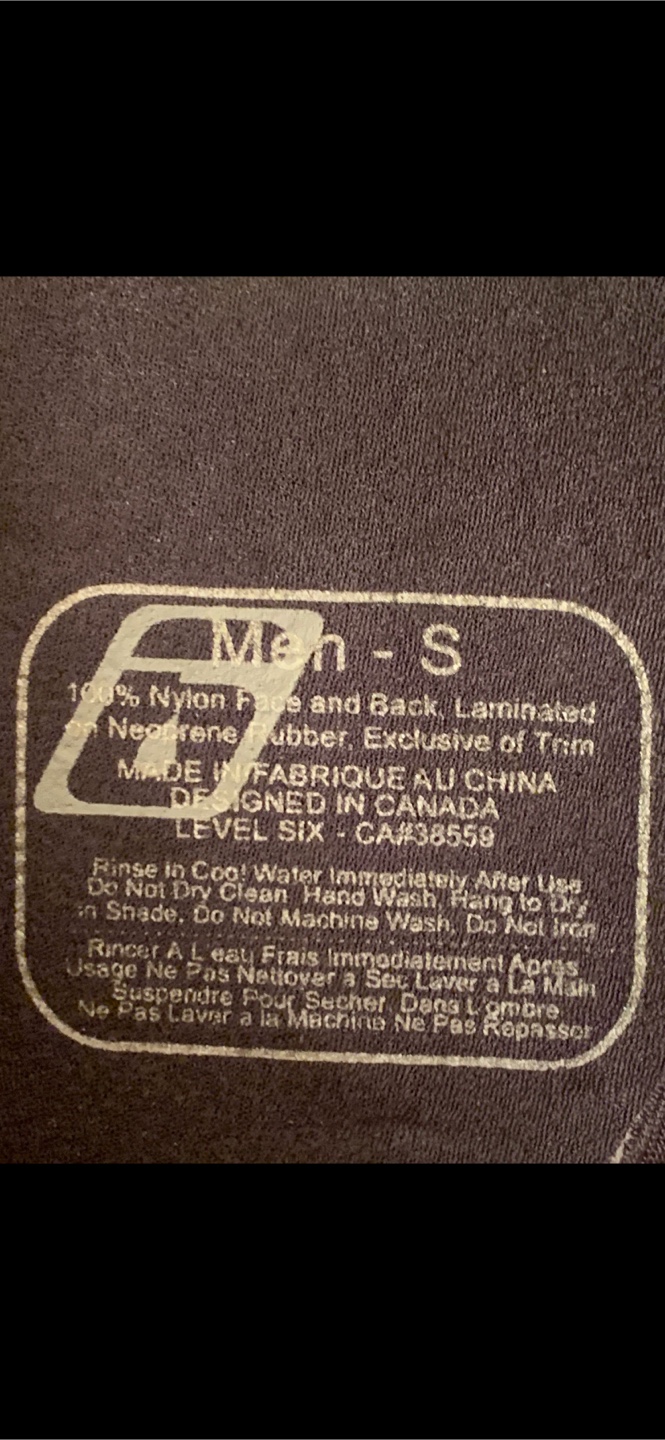 Men - S
100% Nylon Face and Back, Laminated
on Neoprene Rubber, Exclusive of Trim
MADE IN/FABRIQUE AU CHINA
DESIGNED IN CANADA
LEVEL SIX - CA#38559
Rinse in Cool Water Immediately After Use
Do Not Dry Clean Hand Wash, Hang to Dry
in Shade. Do Not Machine Wash. Do Not Iron
Rincer A L eau Frais Immediatement Apres
Usage Ne Pas Nettoyer a Sec Laver a La Main
Suspendre Pour Secher Dans L ombre
Ne Pas Laver a la Machine Ne Pas Repasser